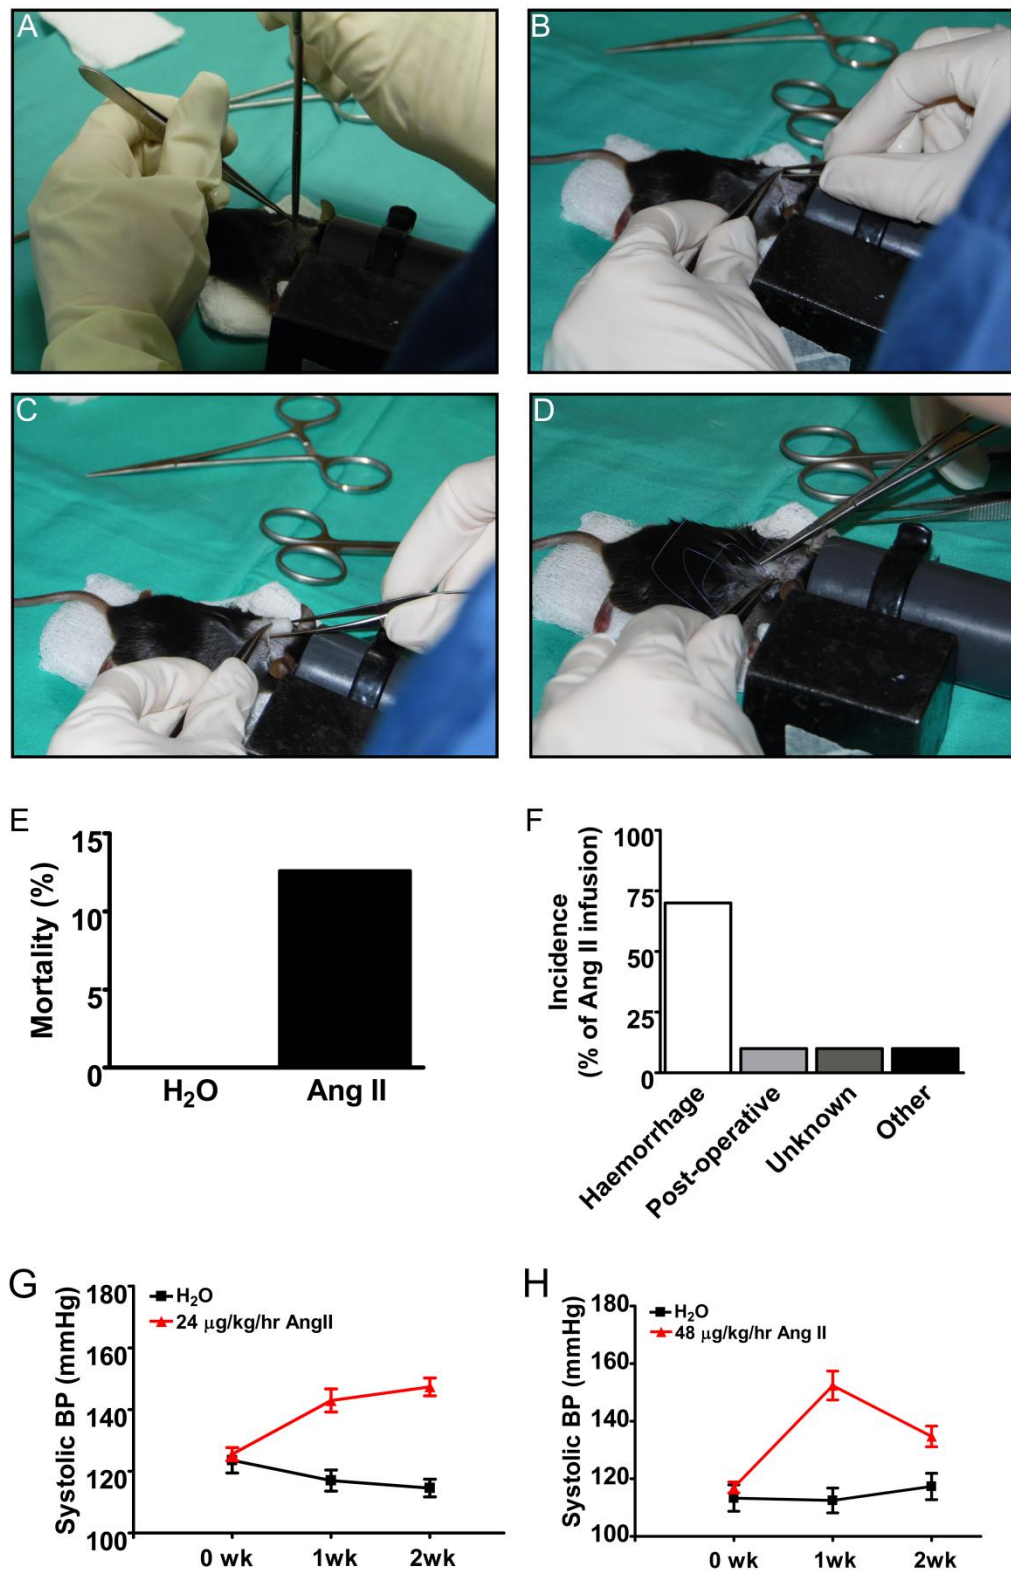 A
B
C
D
E
Mortality (%)
15
10
5
0
H₂O
Ang II
F
Incidence
(% of Ang II infusion)
100
75
50
25
0
Haemorrhage
Post-operative
Unknown
Other
G
Systolic BP (mmHg)
180
160
140
120
100
H₂O
24 µg/kg/hr AngII
0 wk
1wk
2wk
H
Systolic BP (mmHg)
180
160
140
120
100
H₂O
48 µg/kg/hr Ang II
0 wk
1wk
2wk